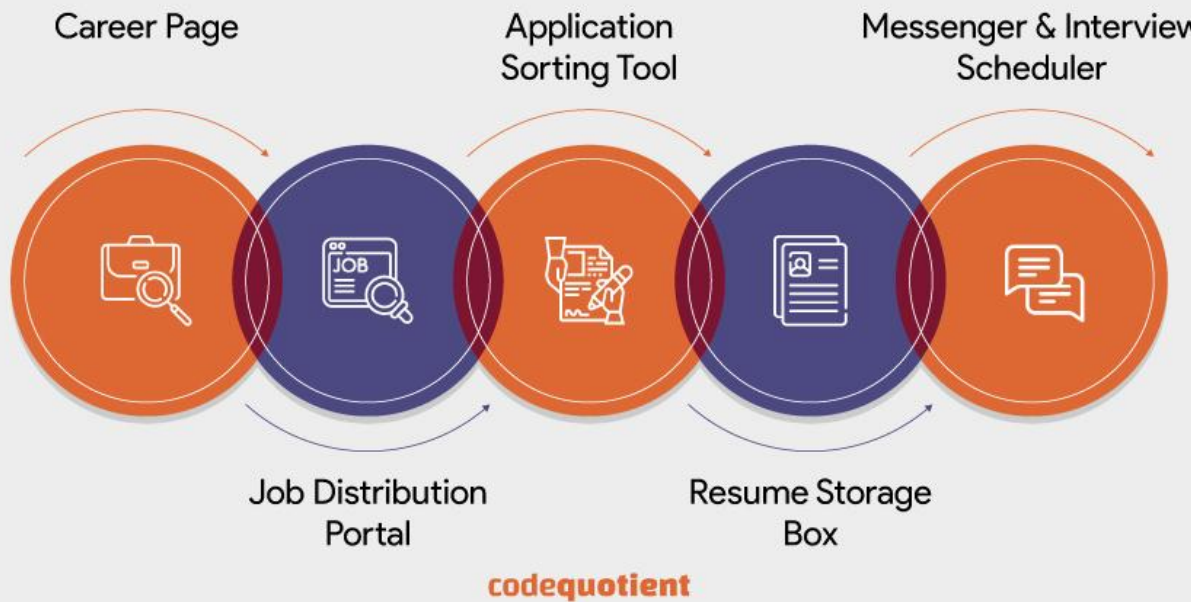 Career Page
Application
Sorting Tool
Messenger & Interview
Scheduler
JOB
Job Distribution
Portal
Resume Storage
Box
codequotient